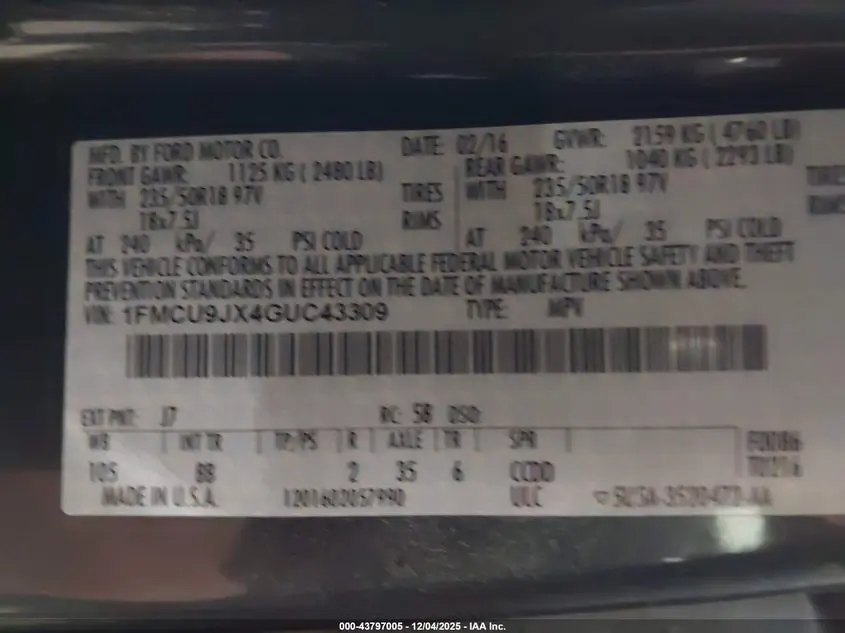 MFD. BY FORD MOTOR CO. DATE: 02/16 GVWR: 2159 KG ( 4760 LB)
FRONT GAWR: 1125 KG ( 2480 LB) REAR GAWR: 1040 KG ( 2293 LB)
WITH 235/50R18 97V TIRES WITH 235/50R18 97V TIRES
18x7.5J RIMS 18x7.5J RIMS
AT 240 kPa/ 35 PSI COLD AT 240 kPa/ 35 PSI COLD
THIS VEHICLE CONFORMS TO ALL APPLICABLE FEDERAL MOTOR VEHICLE SAFETY AND THEFT
PREVENTION STANDARDS IN EFFECT ON THE DATE OF MANUFACTURE SHOWN ABOVE.
VIN: 1FMCU9JX4GUC43309 TYPE: MPV
EXT PNT: J7 RC: 58 DSO:
WB INT TR TP/PS R AXLE TR SPR
105 BB 2 35 6 CCDD
MADE IN U.S.A. 1201602057990 ULC
000-43797005 - 12/04/2025 - IAA Inc.